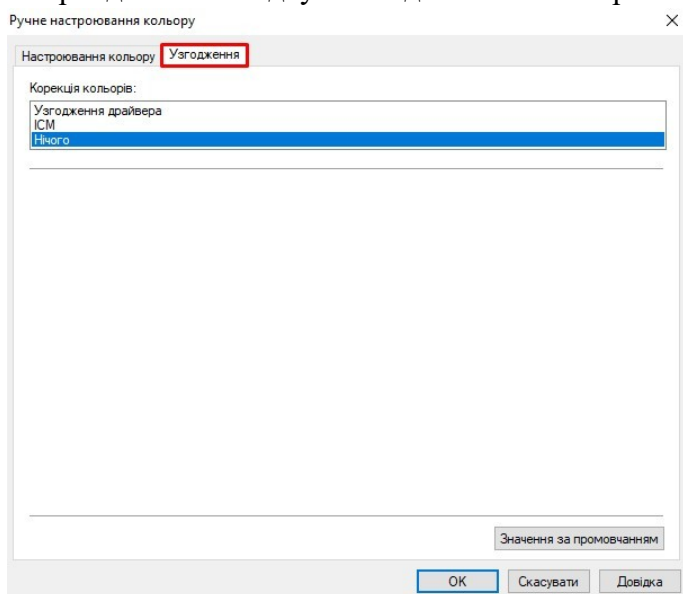 Ручне настроювання кольору
Настроювання кольору Узгодження
Корекція кольорів:
Узгодження драйвера
ICM
Нічого
Значення за промовчанням
OK Скасувати Довідка